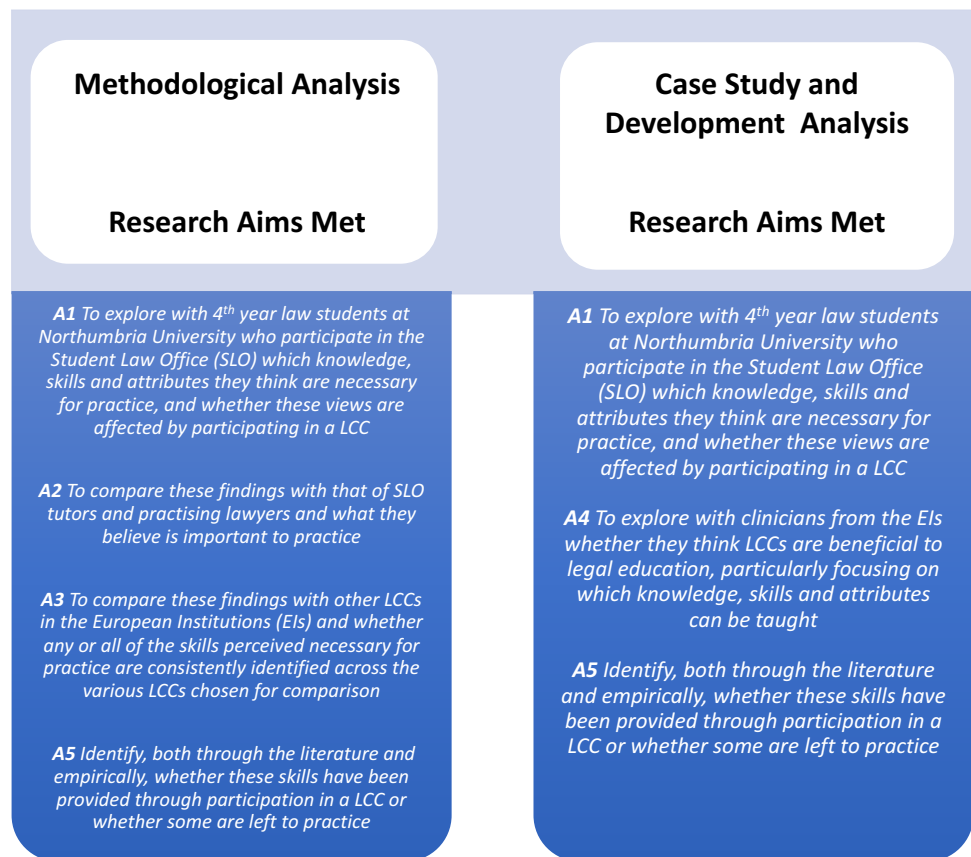 Methodological Analysis
Research Aims Met
A1 To explore with 4th year law students at
Northumbria University who participate in the
Student Law Office (SLO) which knowledge,
skills and attributes they think are necessary
for practice, and whether these views are
affected by participating in a LCC
A2 To compare these findings with that of SLO
tutors and practising lawyers and what they
believe is important to practice
A3 To compare these findings with other LCCs
in the European Institutions (EIs) and whether
any or all of the skills perceived necessary for
practice are consistently identified across the
various LCCs chosen for comparison
A5 Identify, both through the literature and
empirically, whether these skills have been
provided through participation in a LCC or
whether some are left to practice
Case Study and
Development Analysis
Research Aims Met
A1 To explore with 4th year law students
at Northumbria University who
participate in the Student Law Office
(SLO) which knowledge, skills and
attributes they think are necessary for
practice, and whether these views are
affected by participating in a LCC
A4 To explore with clinicians from the EIs
whether they think LCCs are beneficial to
legal education, particularly focusing on
which knowledge, skills and attributes
can be taught
A5 Identify, both through the literature
and empirically, whether these skills have
been provided through participation in a
LCC or whether some are left to practice